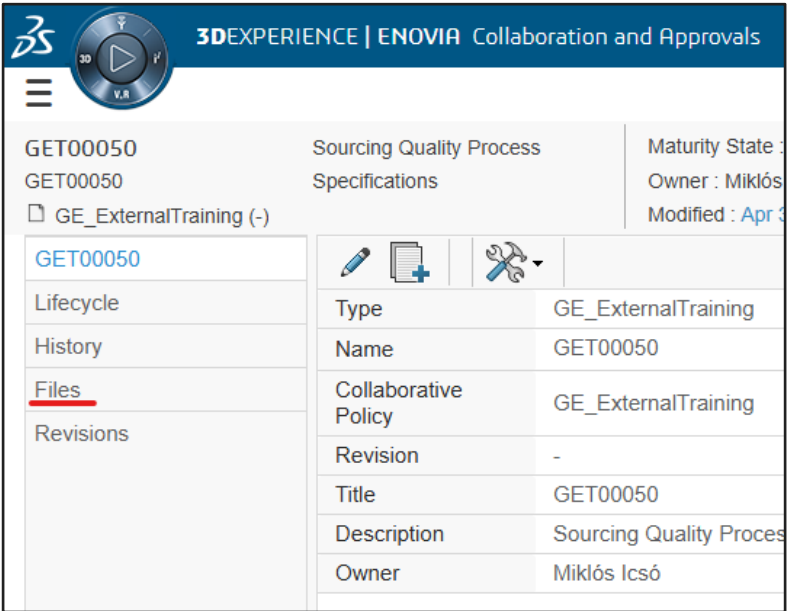 3DEXPERIENCE | ENOVIA Collaboration and Approvals
3D
i²
V.R
GET00050
GET00050
GE_ExternalTraining (-)
Sourcing Quality Process
Specifications
Maturity State :
Owner : Miklós
Modified : Apr 3
GET00050
Lifecycle
History
Files
Revisions
Type GE_ExternalTraining
Name GET00050
Collaborative
Policy GE_ExternalTraining
Revision -
Title GET00050
Description Sourcing Quality Proces
Owner Miklós Icsó